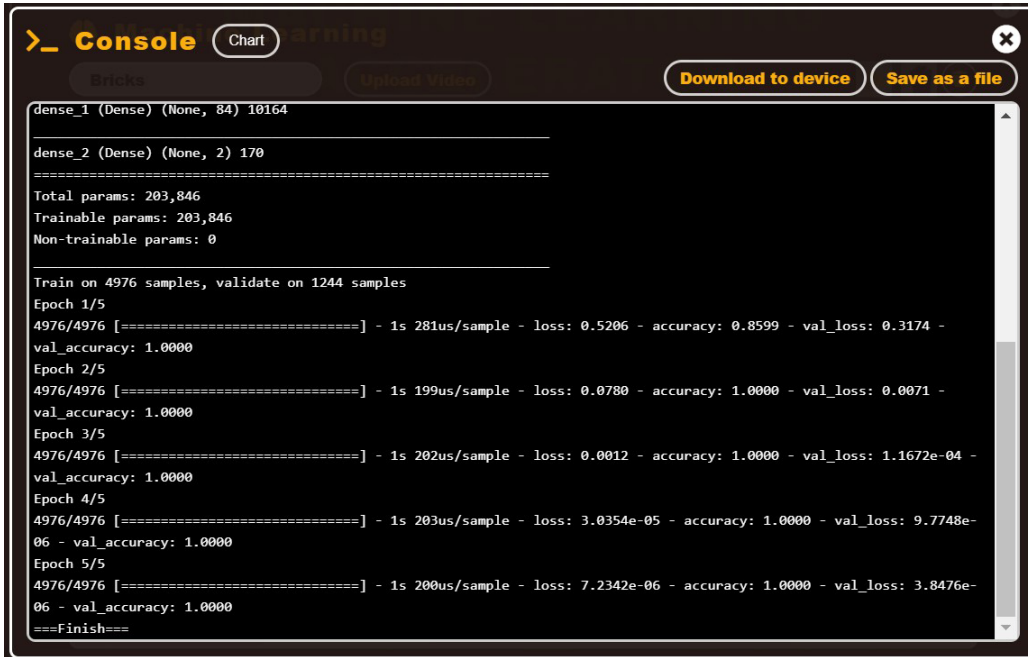 Machine Learning
>_ Console Chart
Bricks Upload Video Download to device Save as a file
dense_1 (Dense) (None, 84) 10164
_________________________________________________________________
dense_2 (Dense) (None, 2) 170
=================================================================
Total params: 203,846
Trainable params: 203,846
Non-trainable params: 0
_________________________________________________________________
Train on 4976 samples, validate on 1244 samples
Epoch 1/5
4976/4976 [==============================] - 1s 281us/sample - loss: 0.5206 - accuracy: 0.8599 - val_loss: 0.3174 -
val_accuracy: 1.0000
Epoch 2/5
4976/4976 [==============================] - 1s 199us/sample - loss: 0.0780 - accuracy: 1.0000 - val_loss: 0.0071 -
val_accuracy: 1.0000
Epoch 3/5
4976/4976 [==============================] - 1s 202us/sample - loss: 0.0012 - accuracy: 1.0000 - val_loss: 1.1672e-04 -
val_accuracy: 1.0000
Epoch 4/5
4976/4976 [==============================] - 1s 203us/sample - loss: 3.0354e-05 - accuracy: 1.0000 - val_loss: 9.7748e-
06 - val_accuracy: 1.0000
Epoch 5/5
4976/4976 [==============================] - 1s 200us/sample - loss: 7.2342e-06 - accuracy: 1.0000 - val_loss: 3.8476e-
06 - val_accuracy: 1.0000
===Finish===